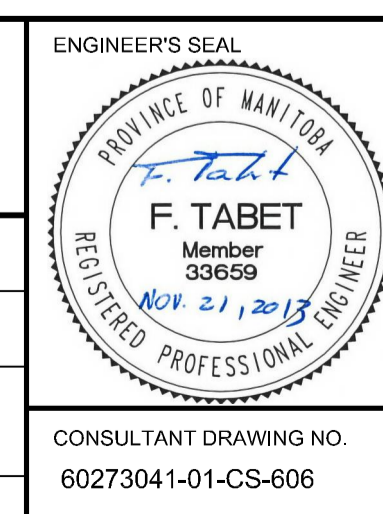 ENGINEER'S SEAL
PROVINCE OF MANITOBA
F. Tabet
F. TABET
Member
33659
NOV. 21, 2013
REGISTERED PROFESSIONAL ENGINEER
CONSULTANT DRAWING NO.
60273041-01-CS-606